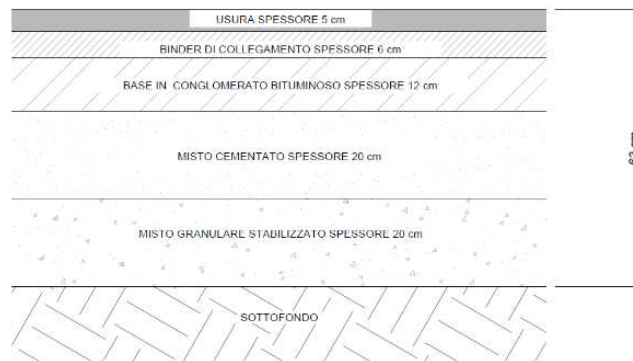 USURA SPESSORE 5 cm
BINDER DI COLLEGAMENTO SPESSORE 6 cm
BASE IN CONGLOMERATO BITUMINOSO SPESSORE 12 cm
MISTO CEMENTATO SPESSORE 20 cm
MISTO GRANULARE STABILIZZATO SPESSORE 20 cm
SOTTOFONDO